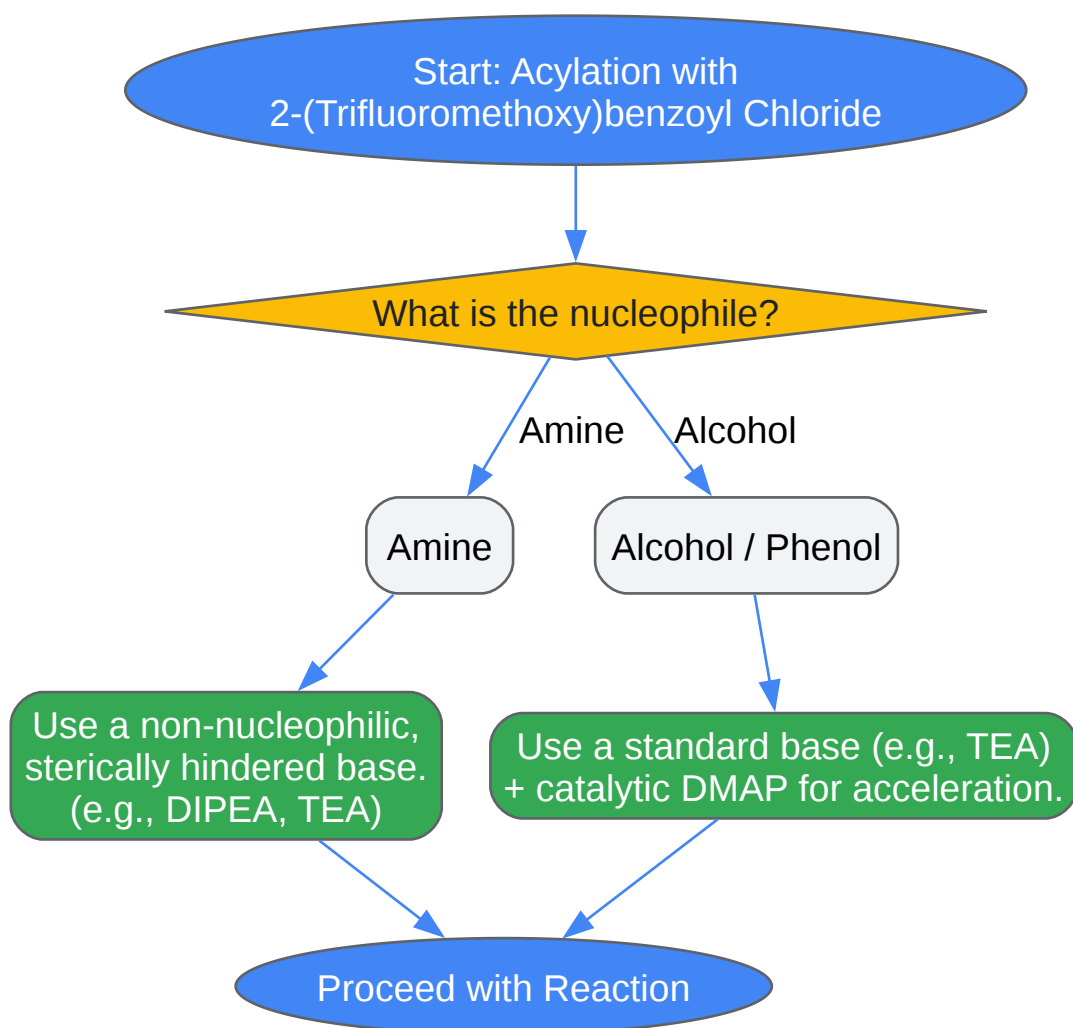 Start: Acylation with
2-(Trifluoromethoxy)benzoyl Chloride
What is the nucleophile?
Amine
Alcohol
Amine
Alcohol / Phenol
Use a non-nucleophilic,
sterically hindered base.
(e.g., DIPEA, TEA)
Use a standard base (e.g., TEA)
+ catalytic DMAP for acceleration.
Proceed with Reaction